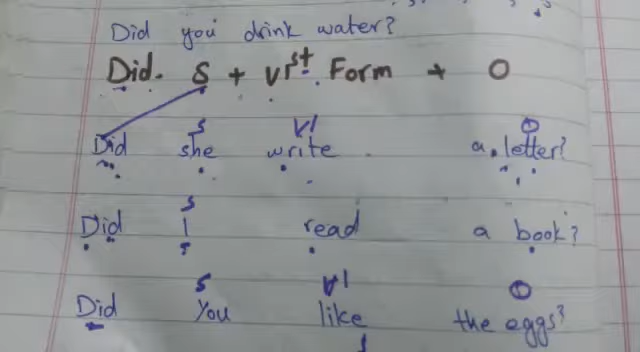 Did you drink water?
Did. S + V1st Form + O
S V1 O
Did she write a letter?
S
Did I read a book?
S V1 O
Did You like the eggs?